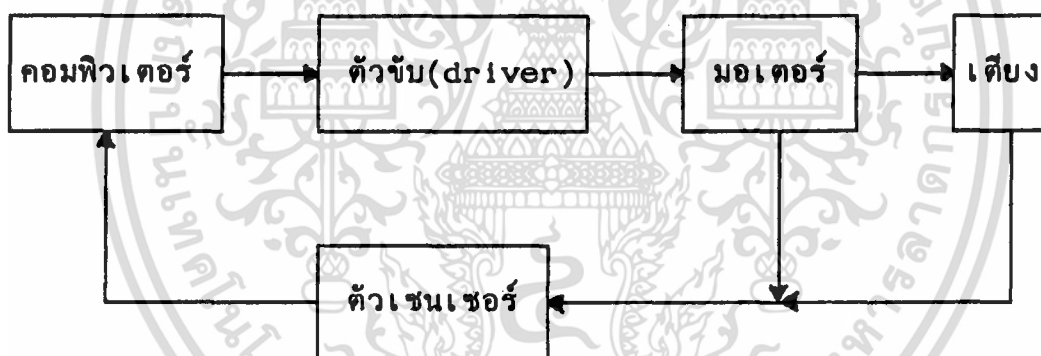 คอมพิวเตอร์
ตัวขับ(driver)
มอเตอร์
เตียง
ตัวเซนเซอร์